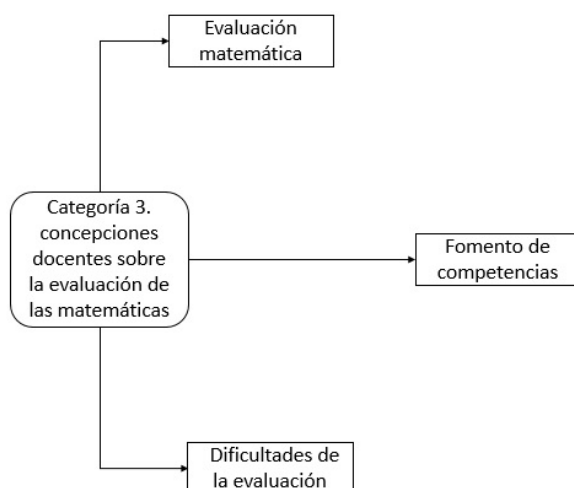 Evaluación
matemática
Categoría 3.
concepciones
docentes sobre
la evaluación de
las matemáticas
Fomento de
competencias
Dificultades de
la evaluación